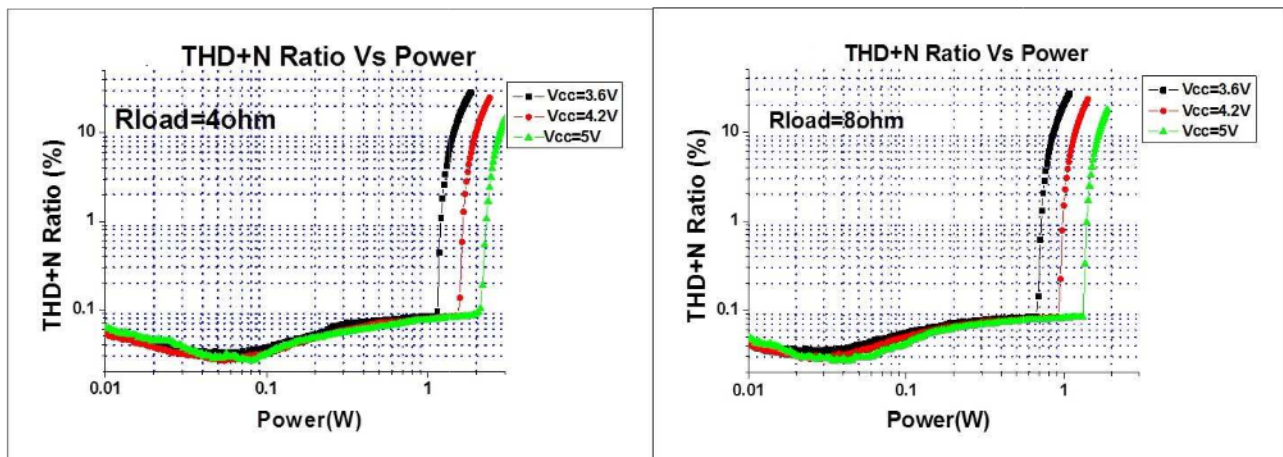 THD+N Ratio Vs Power
Rload=4ohm
Vcc=3.6V
Vcc=4.2V
Vcc=5V
THD+N Ratio (%)
10
1
0.1
0.01
0.1
1
Power(W)
THD+N Ratio Vs Power
Rload=8ohm
Vcc=3.6V
Vcc=4.2V
Vcc=5V
THD+N Ratio (%)
10
1
0.1
0.01
0.1
1
Power(W)